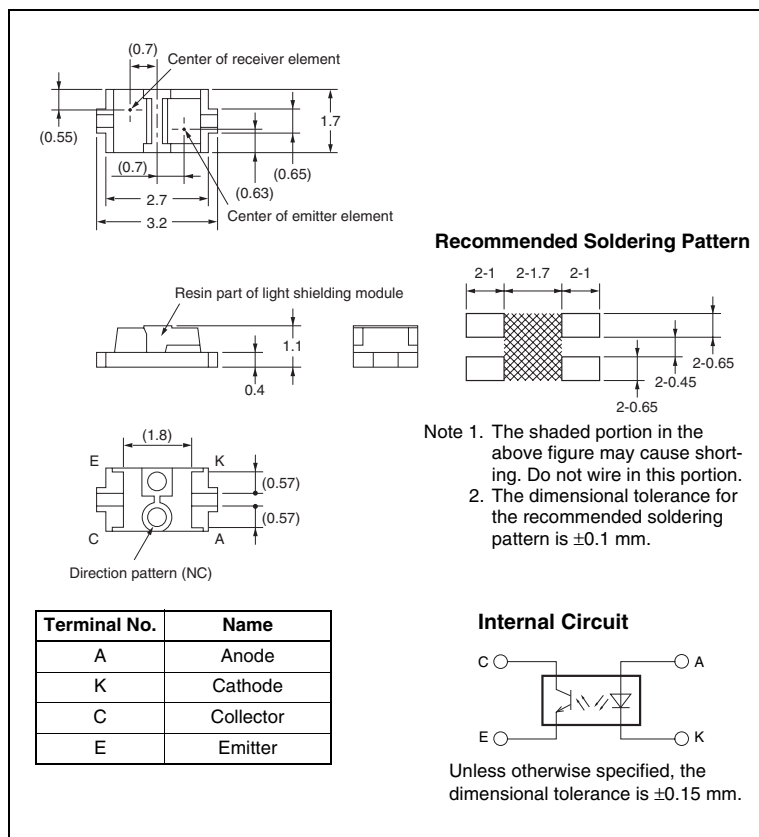 (0.7)
Center of receiver element
(0.55)
1.7
(0.7)
(0.65)
(0.63)
2.7
3.2
Center of emitter element
Recommended Soldering Pattern
2-1 2-1.7 2-1
2-0.65
2-0.45
2-0.65
Resin part of light shielding module
1.1
0.4
Note 1. The shaded portion in the
above figure may cause short-
ing. Do not wire in this portion.
2. The dimensional tolerance for
the recommended soldering
pattern is ±0.1 mm.
(1.8)
E K
(0.57)
(0.57)
C A
Direction pattern (NC)
Terminal No. Name
A Anode
K Cathode
C Collector
E Emitter
Internal Circuit
C A
E K
Unless otherwise specified, the
dimensional tolerance is ±0.15 mm.